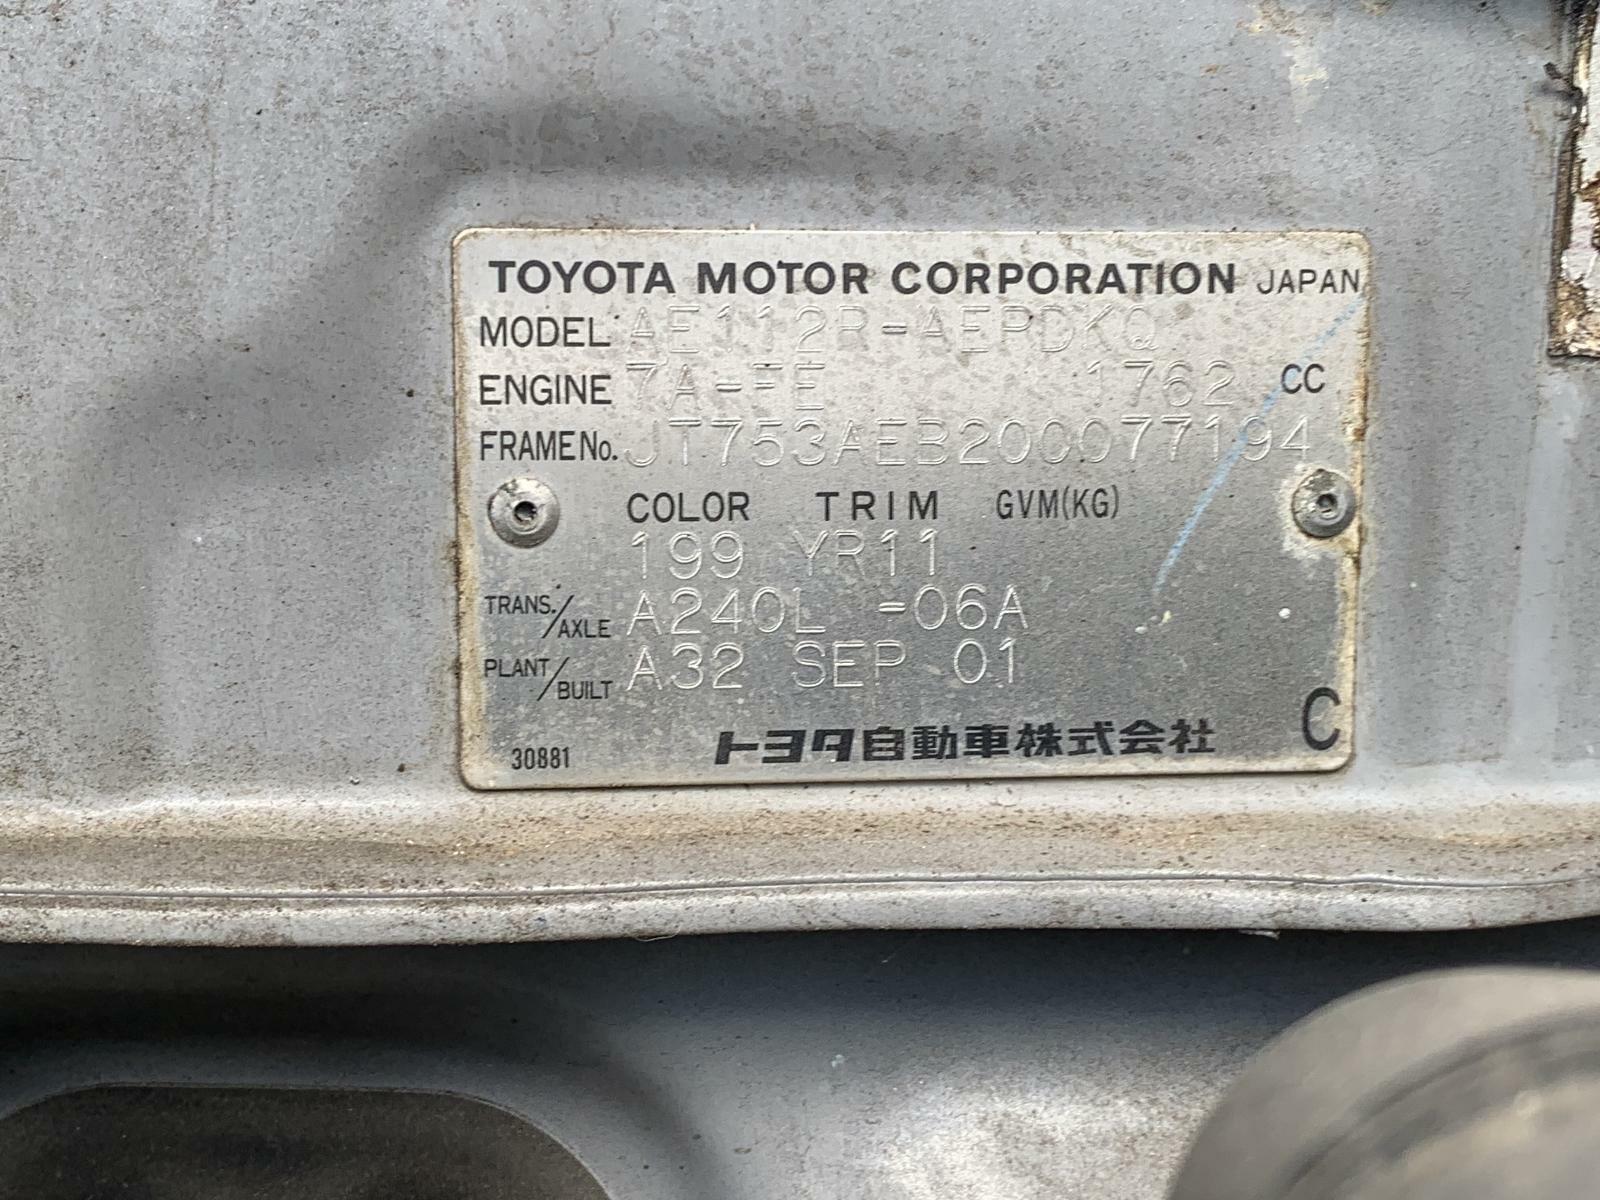 TOYOTA MOTOR CORPORATION JAPAN
MODEL AE112R-AEPDKQ
ENGINE 7A-FE 1762 CC
FRAME No. JT753AEB200077194
COLOR TRIM GVM(KG)
199 YR11
TRANS./AXLE A240L -06A
PLANT/BUILT A32 SEP 01
30881 トヨタ自動車株式会社 C